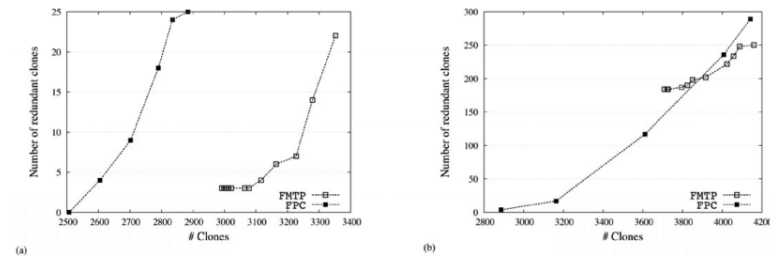 25
20
15
10
5
0
Number of redundant clones
2500 2600 2700 2800 2900 3000 3100 3200 3300 3400
# Clones
FMTP
FPC
(a)
300
250
200
150
100
50
0
Number of redundant clones
2800 3000 3200 3400 3600 3800 4000 4200
# Clones
FMTP
FPC
(b)